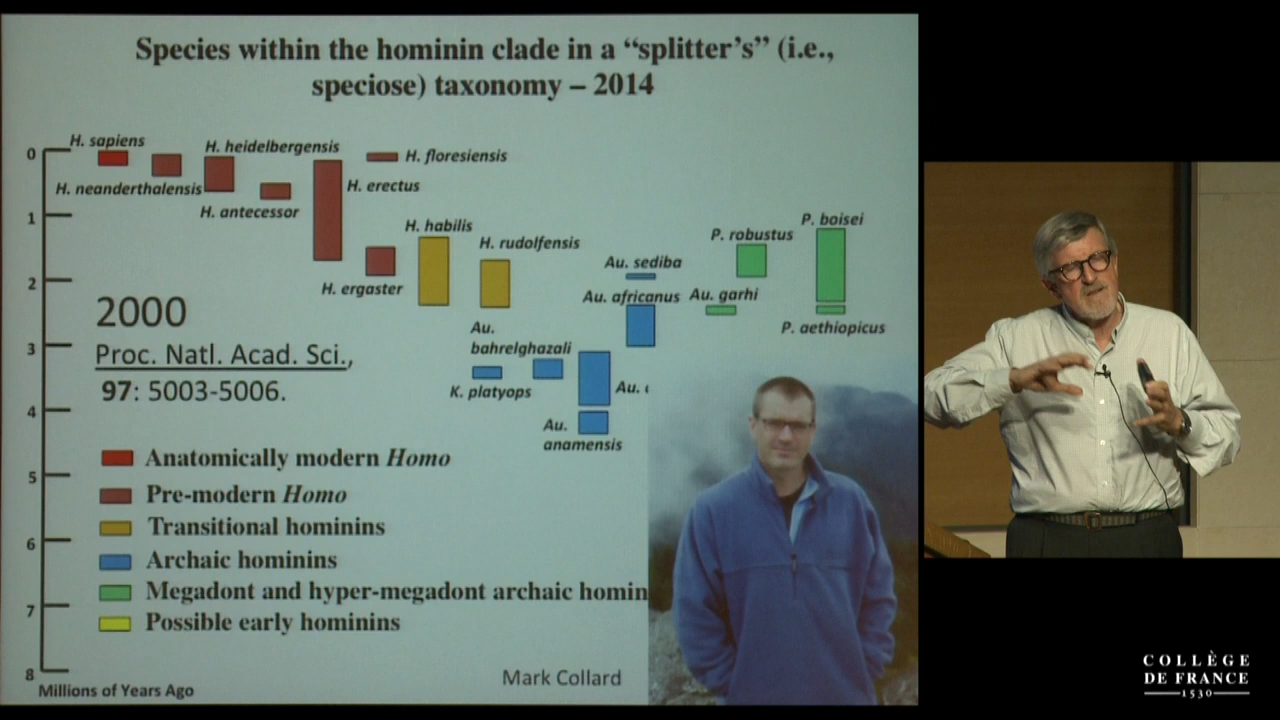 Species within the hominin clade in a “splitter’s” (i.e.,
speciose) taxonomy – 2014
H. sapiens
H. heidelbergensis
0
H. floresiensis
H. neanderthalensis
H. erectus
H. antecessor
1
P. boisei
H. habilis
P. robustus
H. rudolfensis
Au. sediba
2
H. ergaster
Au. africanus
Au. garhi
2000
P. aethiopicus
Au.
bahrelghazali
3
Proc. Natl. Acad. Sci.,
K. platyops
Au.
97: 5003-5006.
4
Au.
anamensis
Anatomically modern Homo
5
Pre-modern Homo
Transitional hominins
6
Archaic hominins
Megadont and hyper-megadont archaic homin
7
Possible early hominins
8
Mark Collard
Millions of Years Ago
COLLÈGE
DE FRANCE
1530